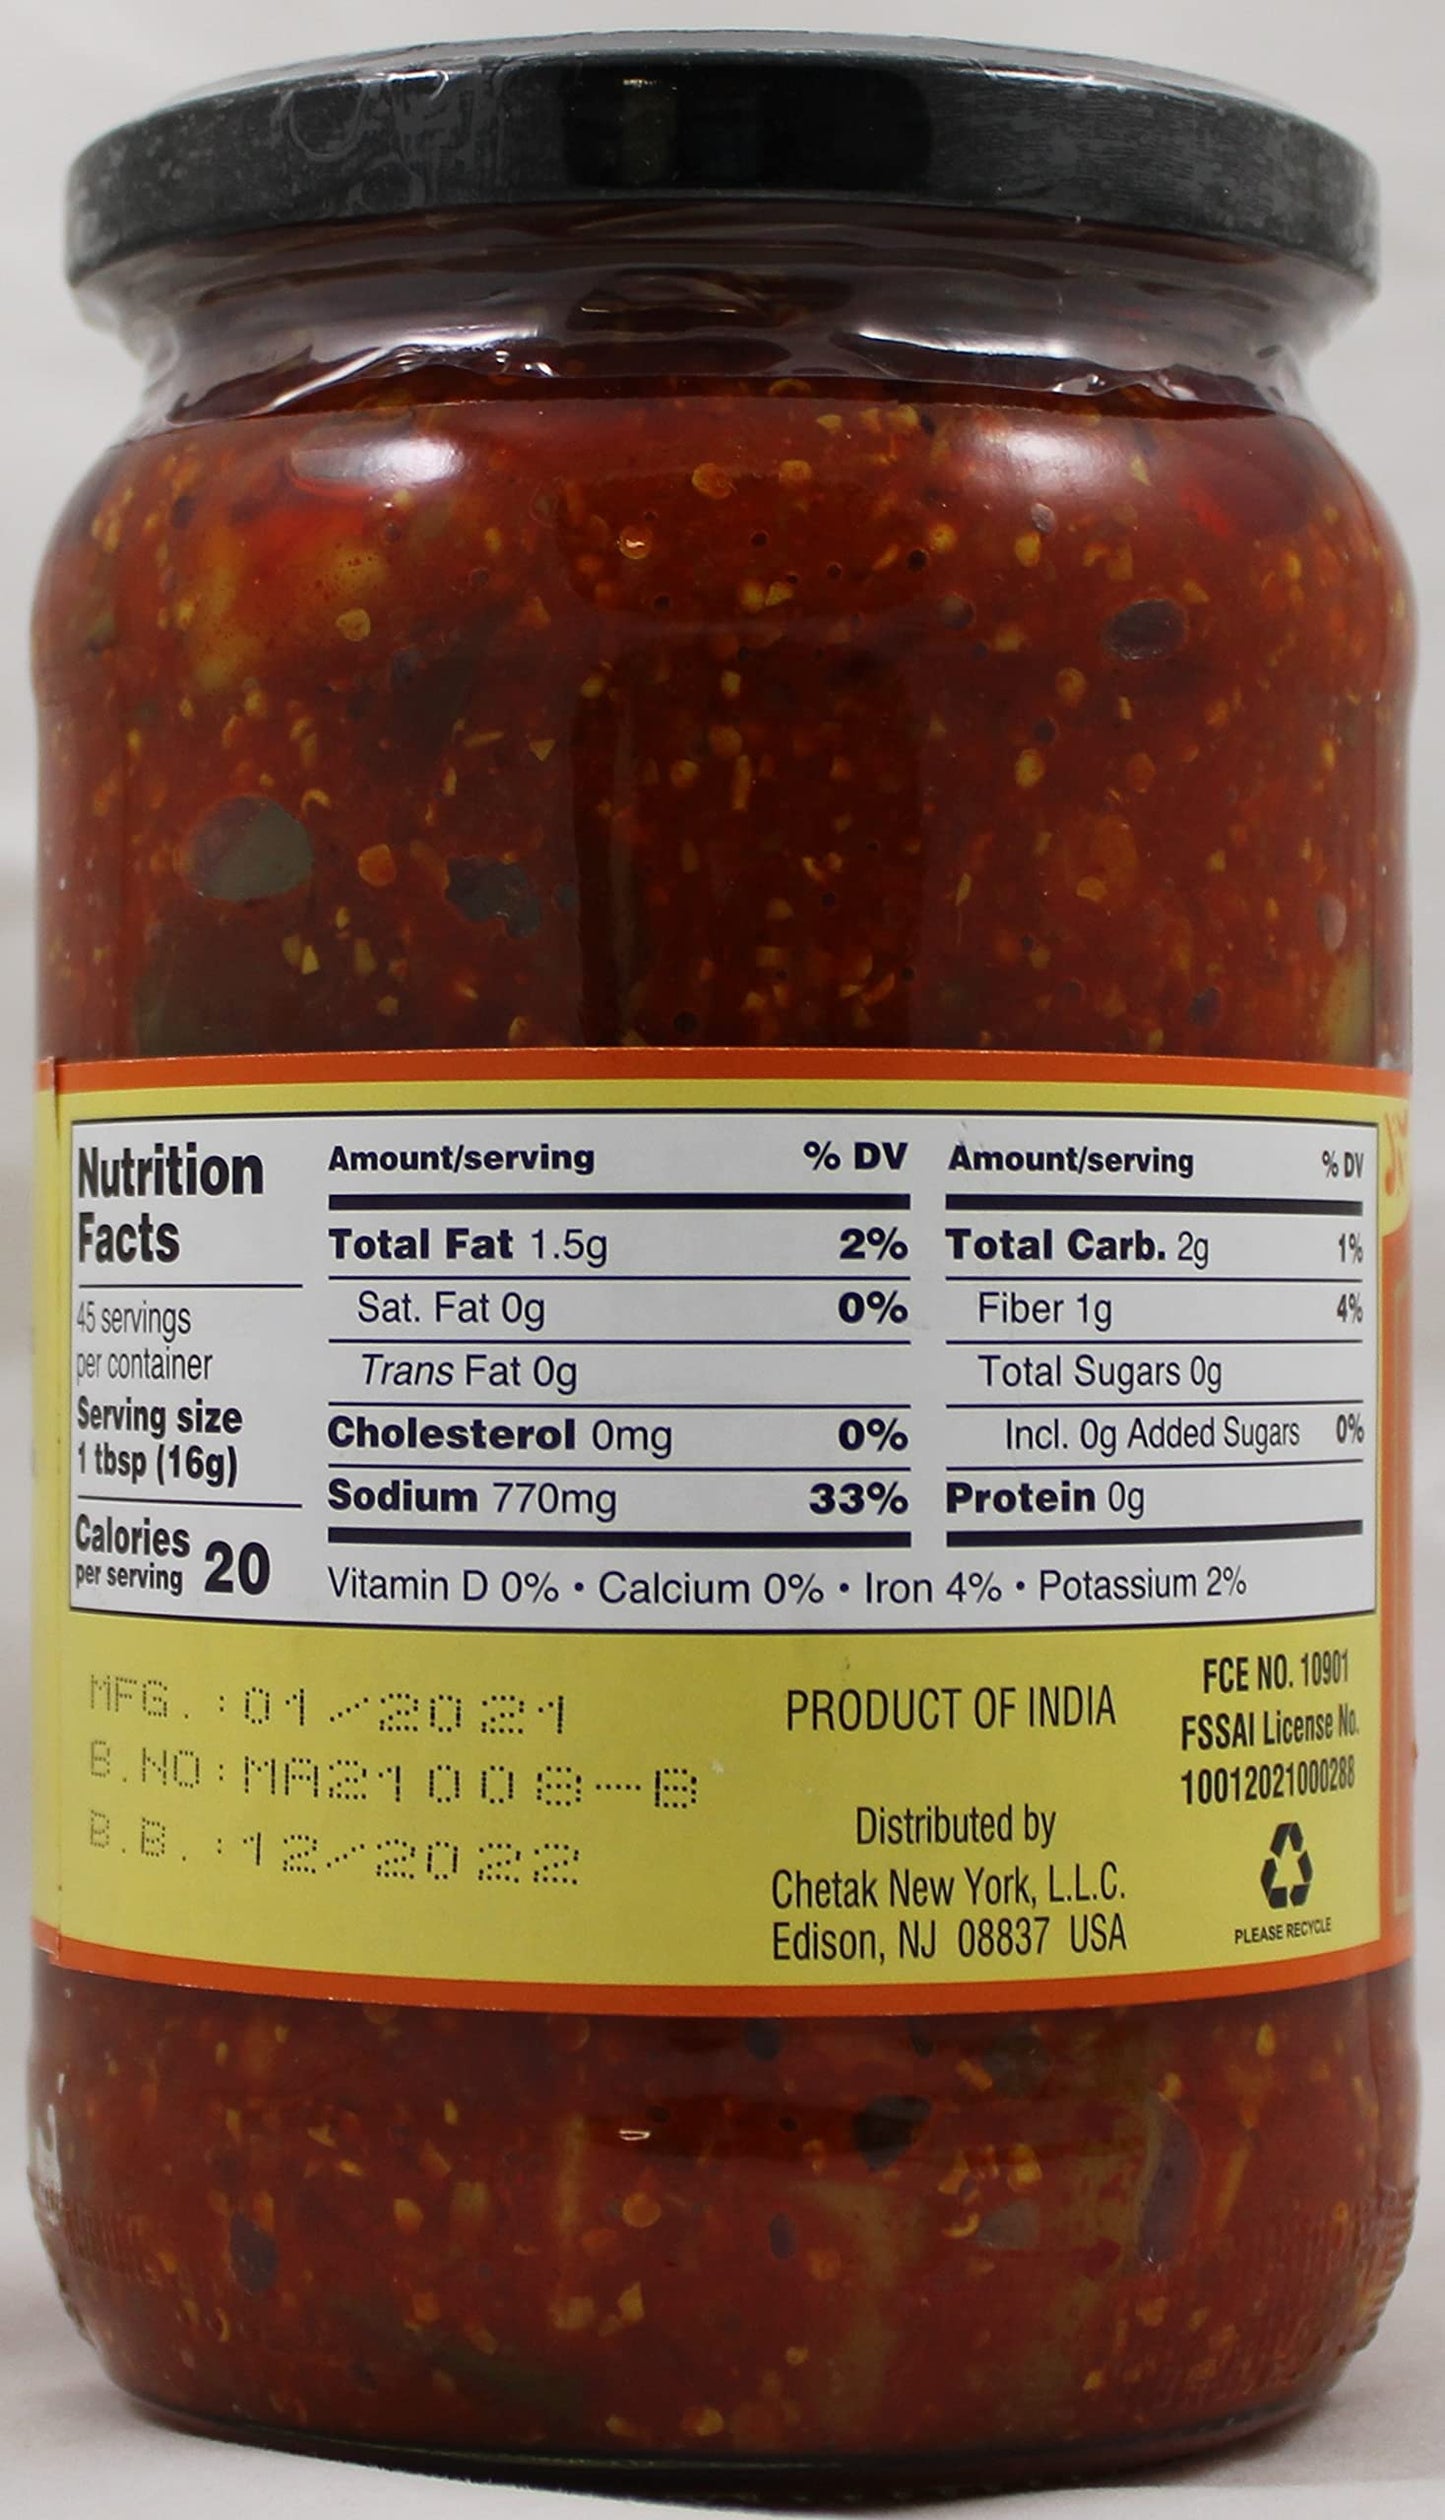 Nutrition
Facts
45 servings
per container
Serving size
1 tbsp (16g)
Calories
per serving 20
Amount/serving % DV
Total Fat 1.5g 2%
Sat. Fat 0g 0%
Trans Fat 0g
Cholesterol 0mg 0%
Sodium 770mg 33%
Amount/serving % DV
Total Carb. 2g 1%
Fiber 1g 4%
Total Sugars 0g
Incl. 0g Added Sugars 0%
Protein 0g
Vitamin D 0% • Calcium 0% • Iron 4% • Potassium 2%
MFG. :01/2021
B.NO:MA21008-B
B.B. :12/2022
PRODUCT OF INDIA
Distributed by
Chetak New York, L.L.C.
Edison, NJ 08837 USA
FCE NO. 10901
FSSAI License No.
10012021000288
PLEASE RECYCLE